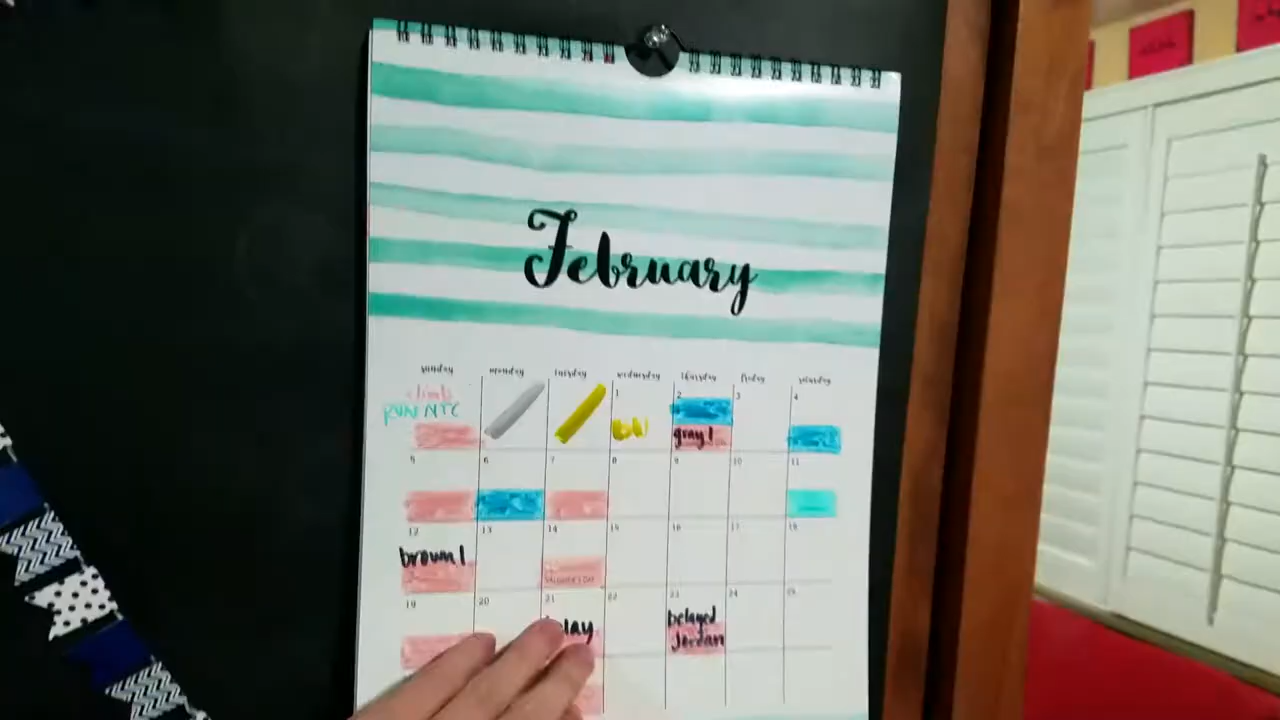 February
sunday monday tuesday wednesday thursday friday saturday
climb
RUN NYC
1 2 3 4
gray!
5 6 7 8 9 10 11
12 13 14 15 16 17 18
brown!
19 20 21 22 23 24 25
belayed
Jordan